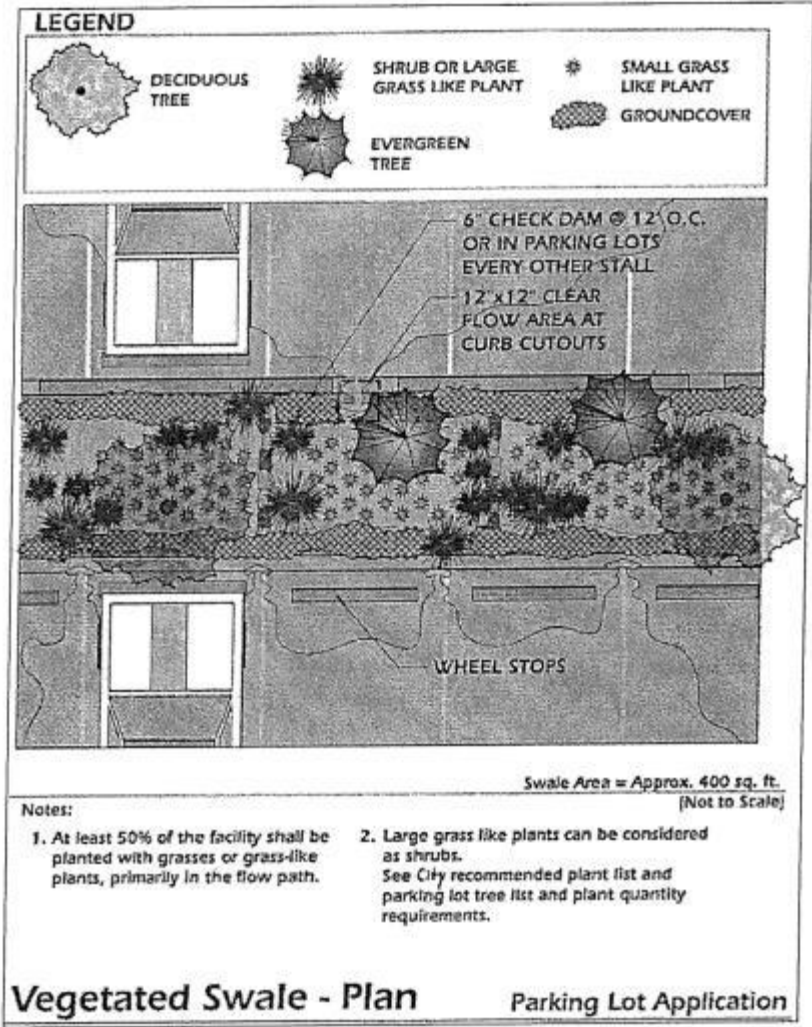 LEGEND
DECIDUOUS
TREE
SHRUB OR LARGE
GRASS LIKE PLANT
EVERGREEN
TREE
SMALL GRASS
LIKE PLANT
GROUNDCOVER
6" CHECK DAM @ 12' O.C.
OR IN PARKING LOTS
EVERY OTHER STALL
12"x12" CLEAR
FLOW AREA AT
CURB CUTOUTS
WHEEL STOPS
Swale Area = Approx. 400 sq. ft.
[Not to Scale]
Notes:
1. At least 50% of the facility shall be
planted with grasses or grass-like
plants, primarily in the flow path.
2. Large grass like plants can be considered
as shrubs.
See City recommended plant list and
parking lot tree list and plant quantity
requirements.
Vegetated Swale - Plan
Parking Lot Application